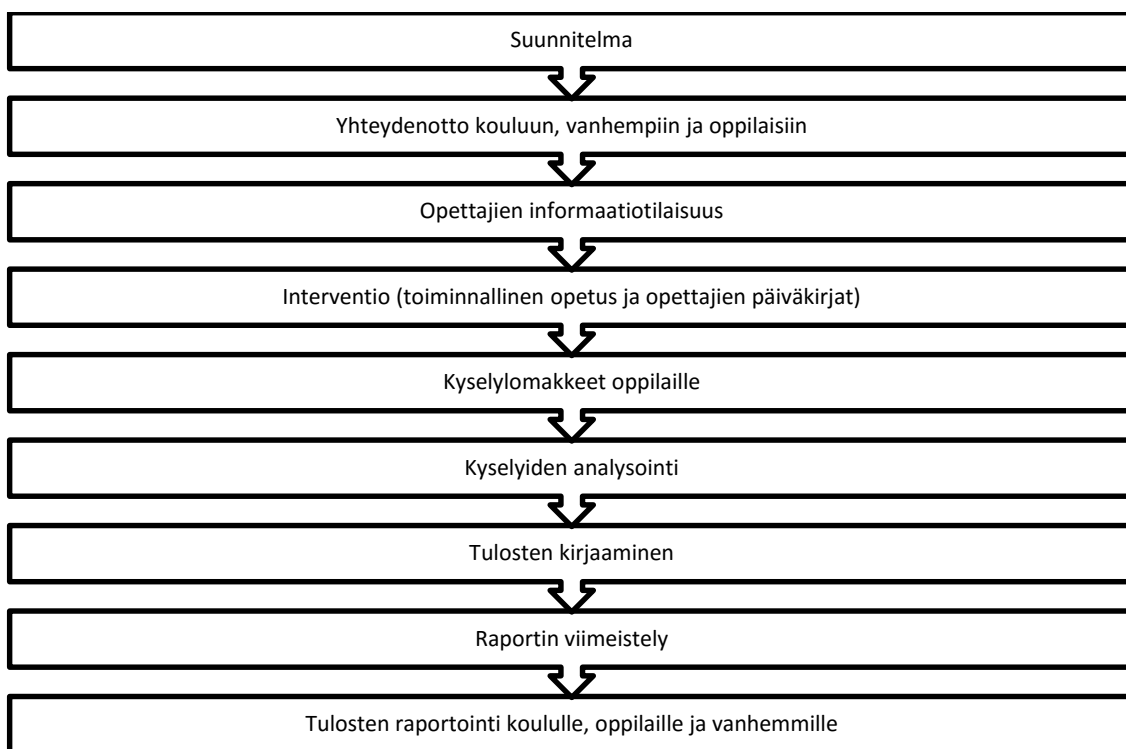 Suunnitelma
Yhteydenotto kouluun, vanhempiin ja oppilaisiin
Opettajien informaatiotilaisuus
Interventio (toiminnallinen opetus ja opettajien päiväkirjat)
Kyselylomakkeet oppilaille
Kyselyiden analysointi
Tulosten kirjaaminen
Raportin viimeistely
Tulosten raportointi koululle, oppilaille ja vanhemmille